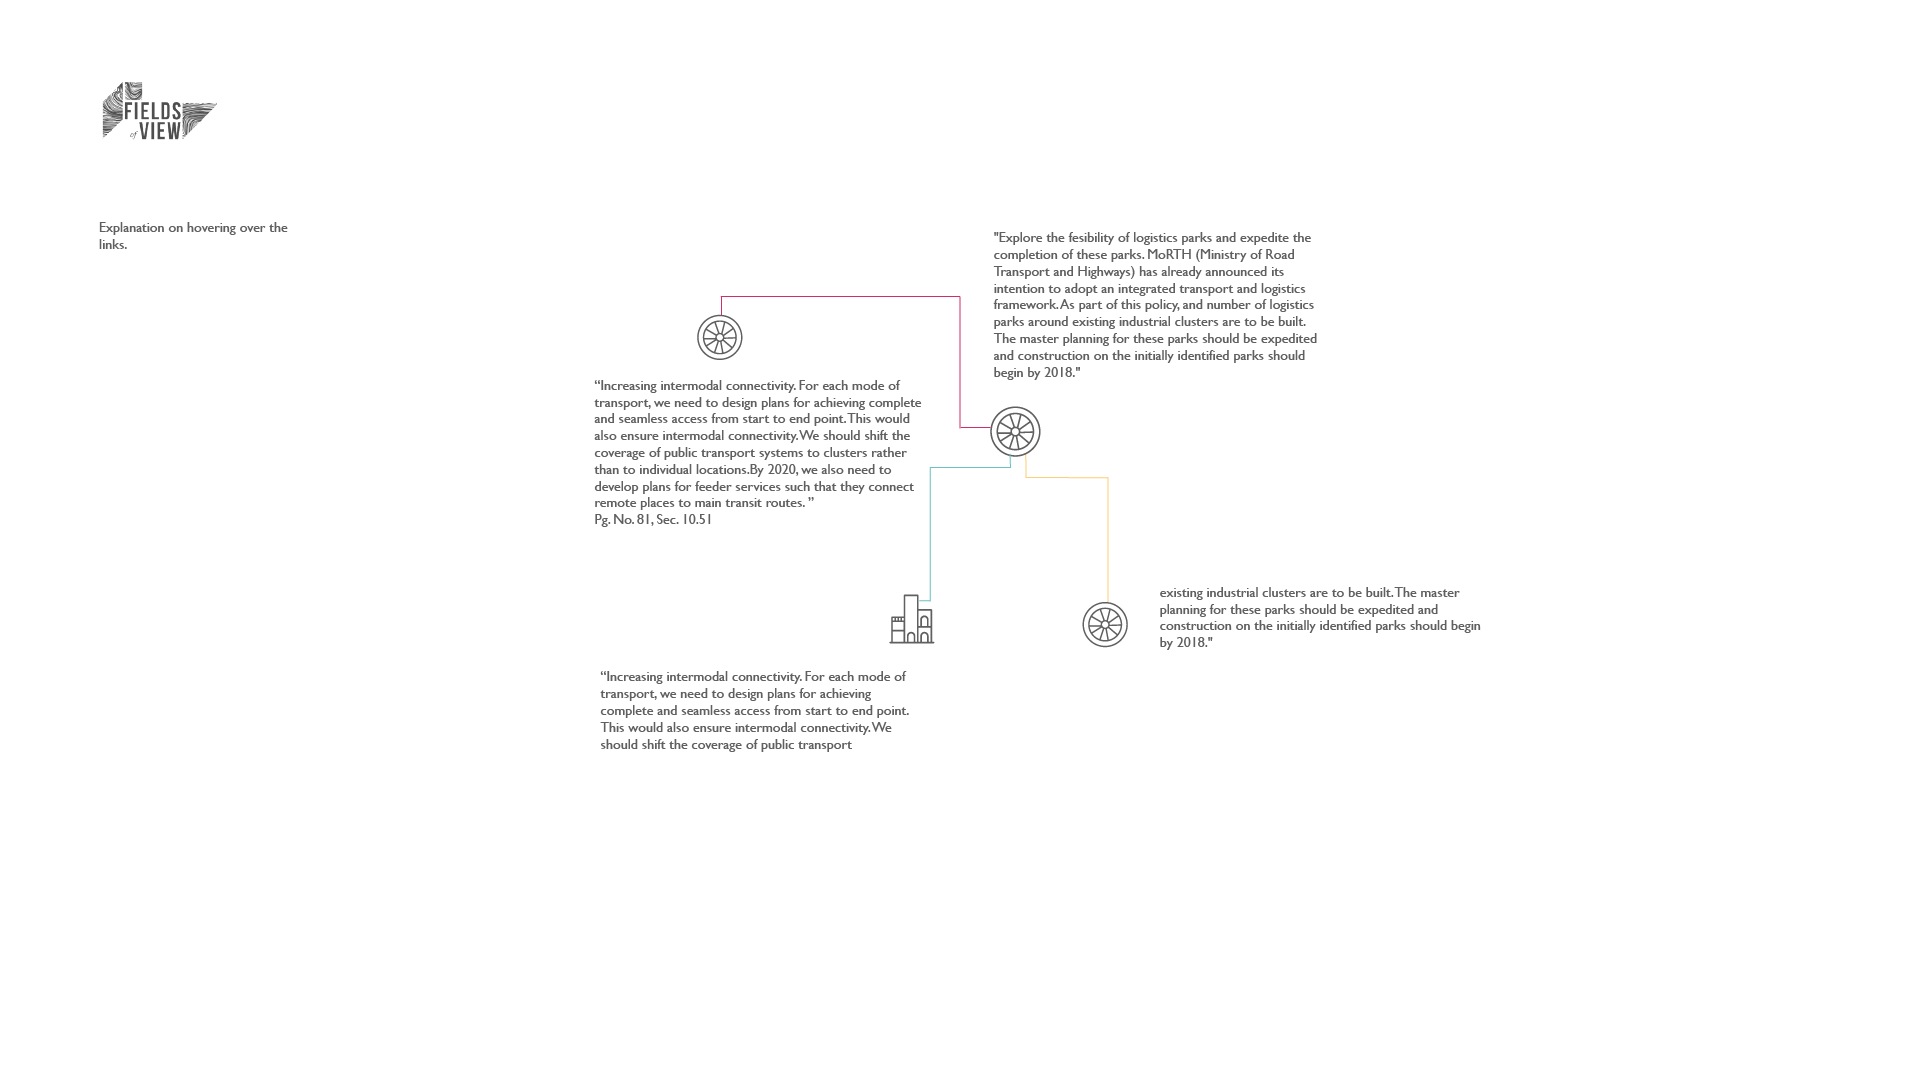 FIELDS
of VIEW
Explanation on hovering over the
links.
"Explore the fesibility of logistics parks and expedite the
completion of these parks. MoRTH (Ministry of Road
Transport and Highways) has already announced its
intention to adopt an integrated transport and logistics
framework. As part of this policy, and number of logistics
parks around existing industrial clusters are to be built.
The master planning for these parks should be expedited
and construction on the initially identified parks should
begin by 2018."
“Increasing intermodal connectivity. For each mode of
transport, we need to design plans for achieving complete
and seamless access from start to end point. This would
also ensure intermodal connectivity. We should shift the
coverage of public transport systems to clusters rather
than to individual locations.By 2020, we also need to
develop plans for feeder services such that they connect
remote places to main transit routes. ”
Pg. No. 81, Sec. 10.51
existing industrial clusters are to be built. The master
planning for these parks should be expedited and
construction on the initially identified parks should begin
by 2018."
“Increasing intermodal connectivity. For each mode of
transport, we need to design plans for achieving
complete and seamless access from start to end point.
This would also ensure intermodal connectivity. We
should shift the coverage of public transport